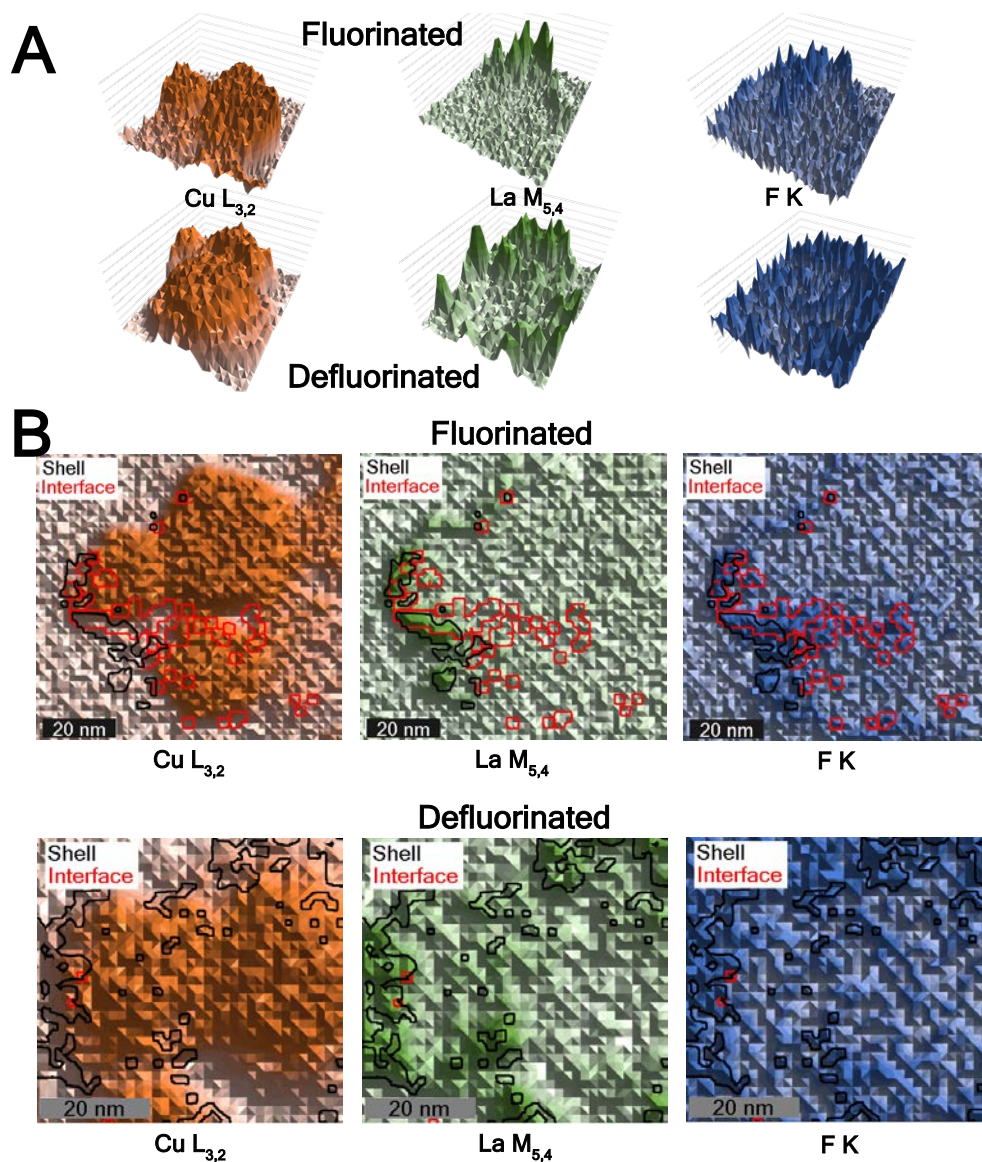 A
Fluorinated
Cu L3,2 La M5,4 F K
Defluorinated
B
Fluorinated
Shell
Interface
20 nm
Shell
Interface
20 nm
Shell
Interface
20 nm
Cu L3,2 La M5,4 F K
Defluorinated
Shell
Interface
20 nm
Shell
Interface
20 nm
Shell
Interface
20 nm
Cu L3,2 La M5,4 F K